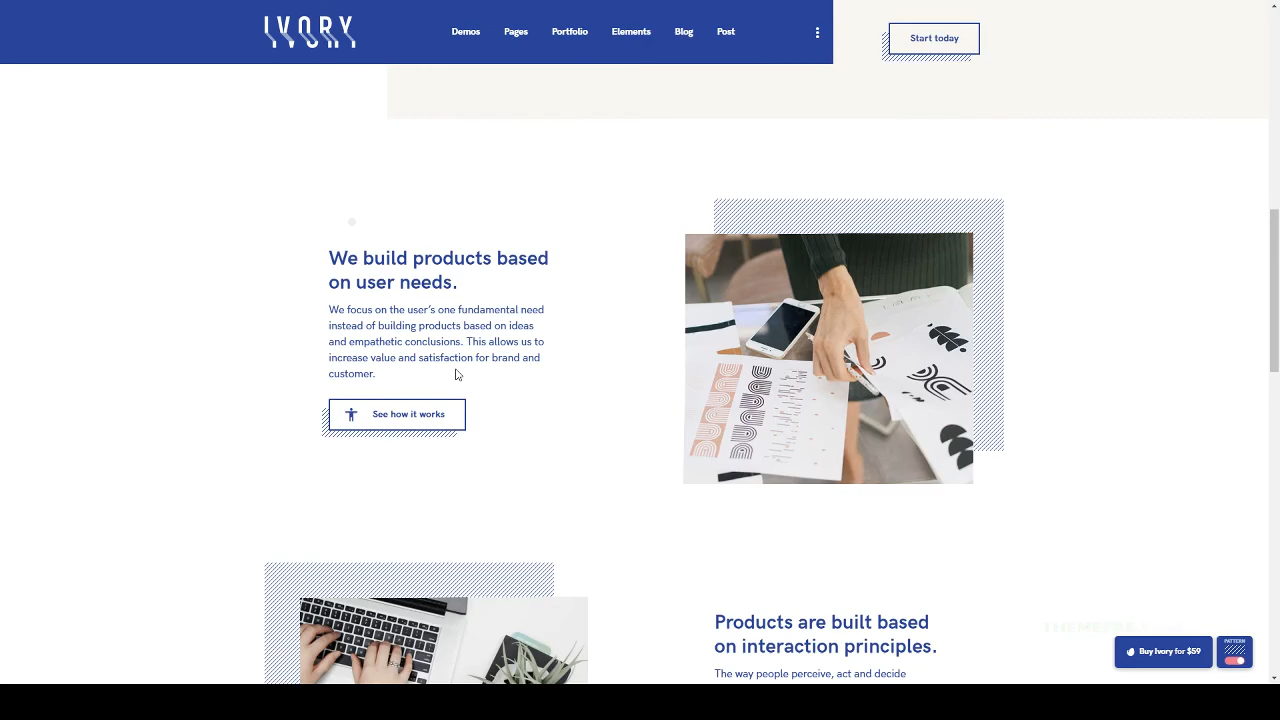 IVORY
Demos
Pages
Portfolio
Elements
Blog
Post
Start today
We build products based
on user needs.
We focus on the user's one fundamental need
instead of building products based on ideas
and empathetic conclusions. This allows us to
increase value and satisfaction for brand and
customer.
See how it works
Products are built based
on interaction principles.
The way people perceive, act and decide
PATTERN
Buy Ivory for $59